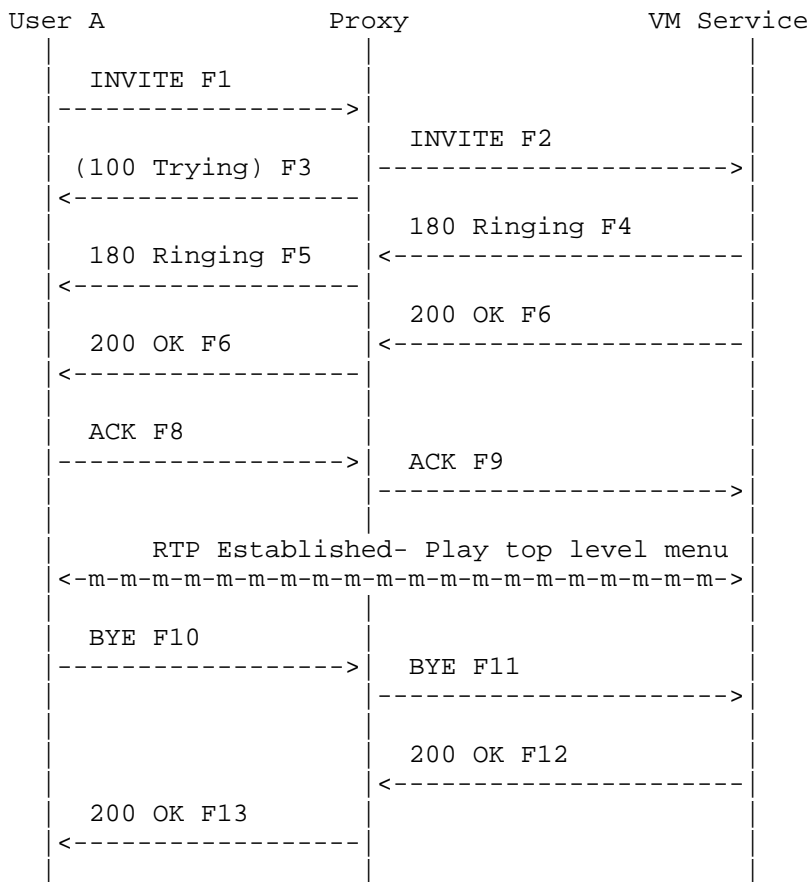 User A Proxy VM Service
INVITE F1
INVITE F2
(100 Trying) F3
180 Ringing F4
180 Ringing F5
200 OK F6
200 OK F6
ACK F8
ACK F9
RTP Established- Play top level menu
<-m-m-m-m-m-m-m-m-m-m-m-m-m-m-m-m-m-m-m-m->
BYE F10
BYE F11
200 OK F12
200 OK F13